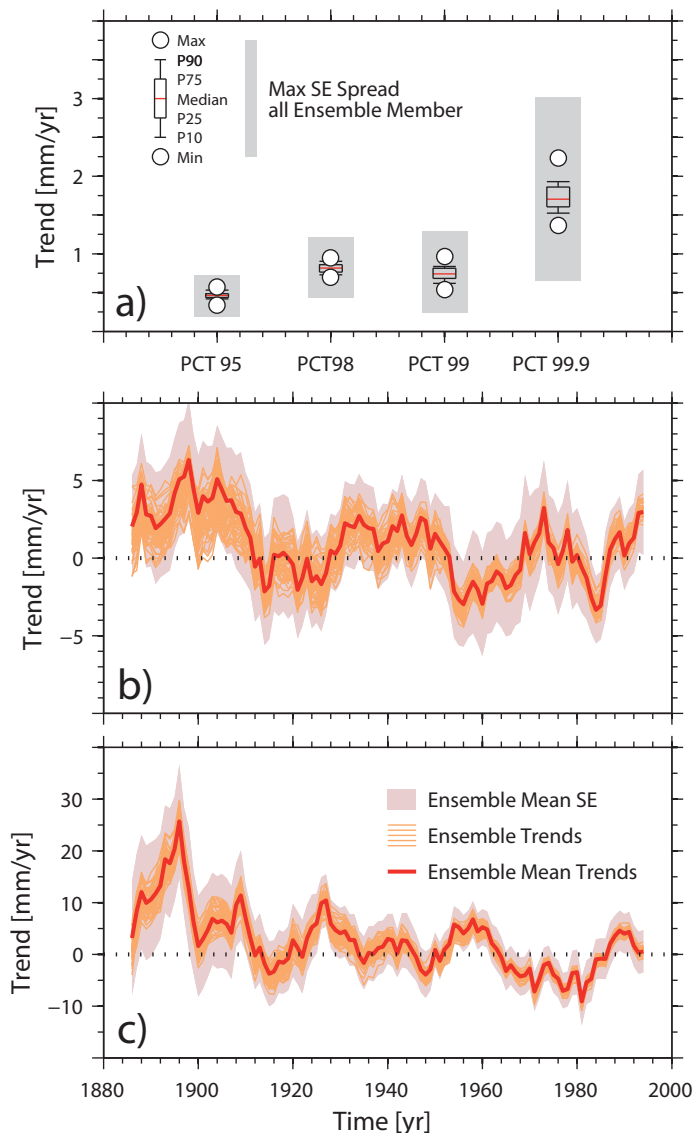 Max
P90
P75
Median
P25
P10
Min
Max SE Spread
all Ensemble Member
3
2
1
Trend [mm/yr]
a)
PCT 95
PCT98
PCT 99
PCT 99.9
5
0
−5
Trend [mm/yr]
b)
30
20
10
0
−10
Trend [mm/yr]
Ensemble Mean SE
Ensemble Trends
Ensemble Mean Trends
c)
1880
1900
1920
1940
1960
1980
2000
Time [yr]